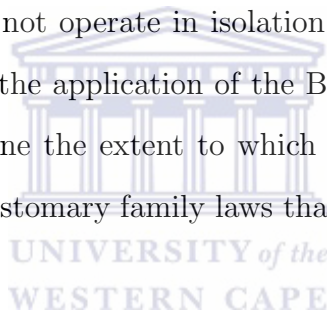 not operate in isolation
the application of the B
ne the extent to which
stomary family laws tha
UNIVERSITY of the
WESTERN CAPE